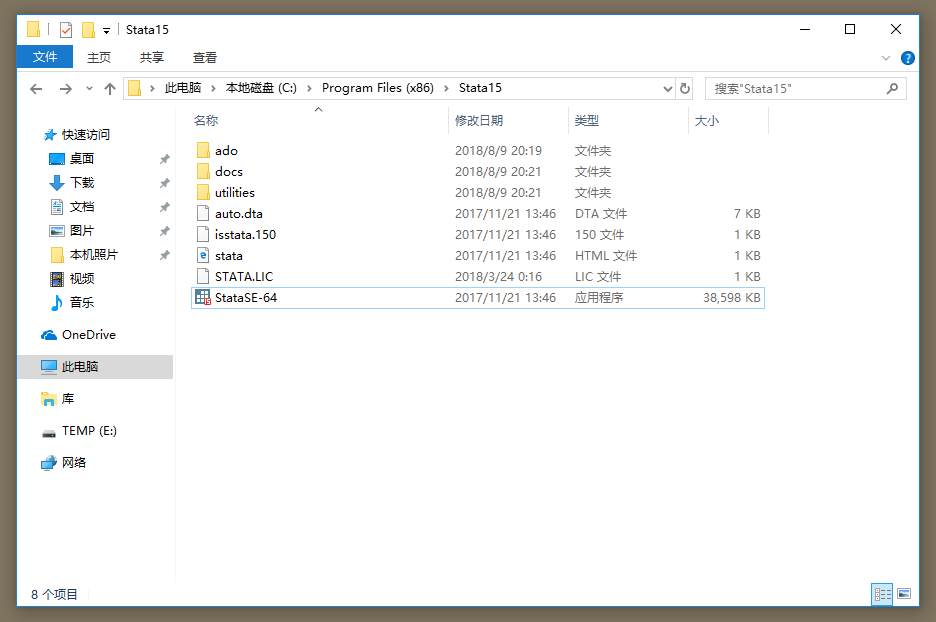 Stata15
文件 主页 共享 查看
此电脑 本地磁盘 (C:) Program Files (x86) Stata15 搜索"Stata15"
名称 修改日期 类型 大小
快速访问
桌面
下载
文档
图片
本机照片
视频
音乐
OneDrive
此电脑
库
TEMP (E:)
网络
ado 2018/8/9 20:19 文件夹
docs 2018/8/9 20:21 文件夹
utilities 2018/8/9 20:21 文件夹
auto.dta 2017/11/21 13:46 DTA 文件 7 KB
isstata.150 2017/11/21 13:46 150 文件 1 KB
stata 2017/11/21 13:46 HTML 文件 1 KB
STATA.LIC 2018/3/24 0:16 LIC 文件 1 KB
StataSE-64 2017/11/21 13:46 应用程序 38,598 KB
8 个项目